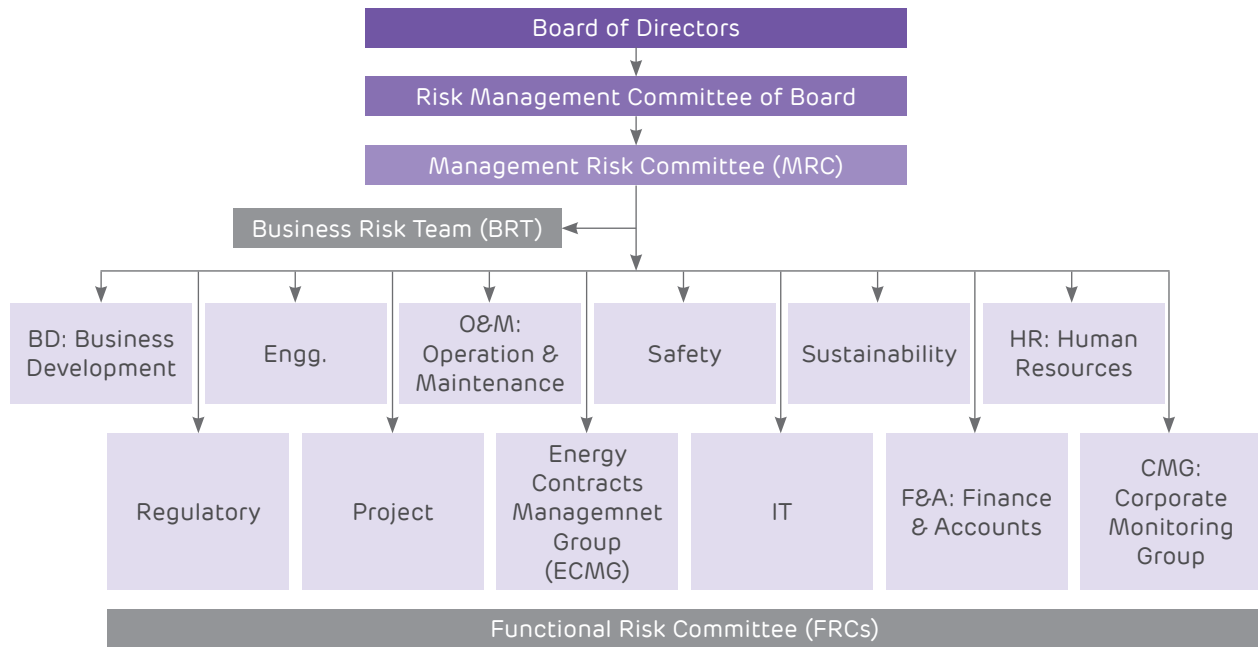 Board of Directors
Risk Management Committee of Board
Management Risk Committee (MRC)
Business Risk Team (BRT)
BD: Business
Development
Engg.
O&M:
Operation &
Maintenance
Safety
Sustainability
HR: Human
Resources
Regulatory
Project
Energy
Contracts
Managemnet
Group
(ECMG)
IT
F&A: Finance
& Accounts
CMG:
Corporate
Monitoring
Group
Functional Risk Committee (FRCs)